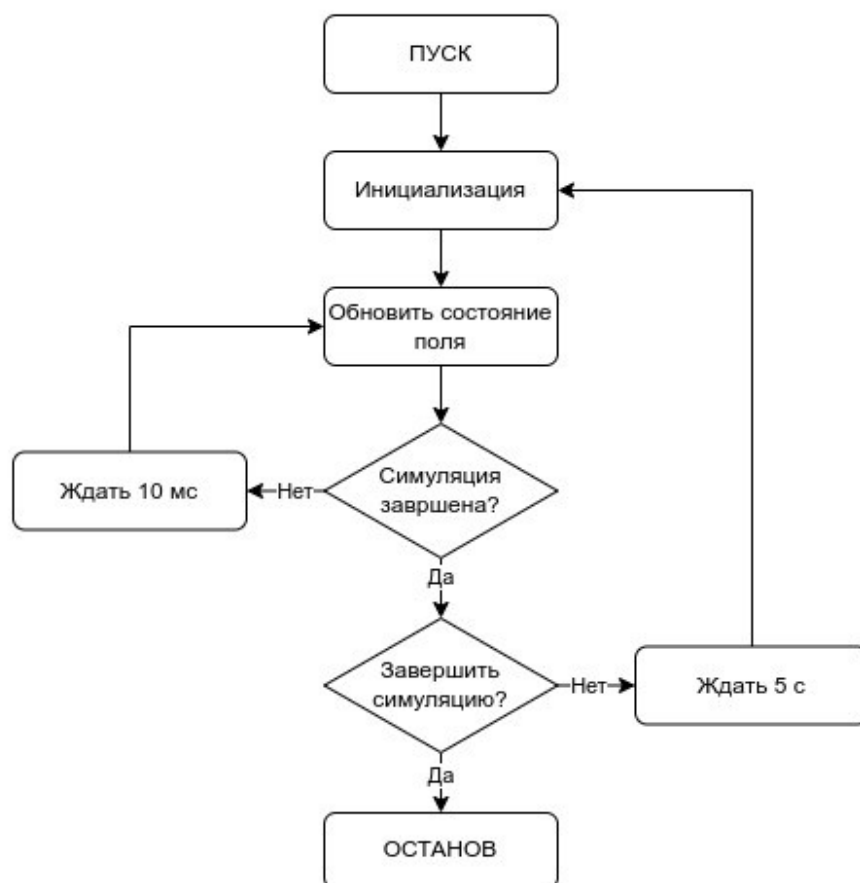 ПУСК
Инициализация
Обновить состояние
поля
Симуляция
завршена?
Нет
Ждать 10 мс
Да
Завершить
симуляцию?
Нет
Ждать 5 с
Да
ОСТАНОВ